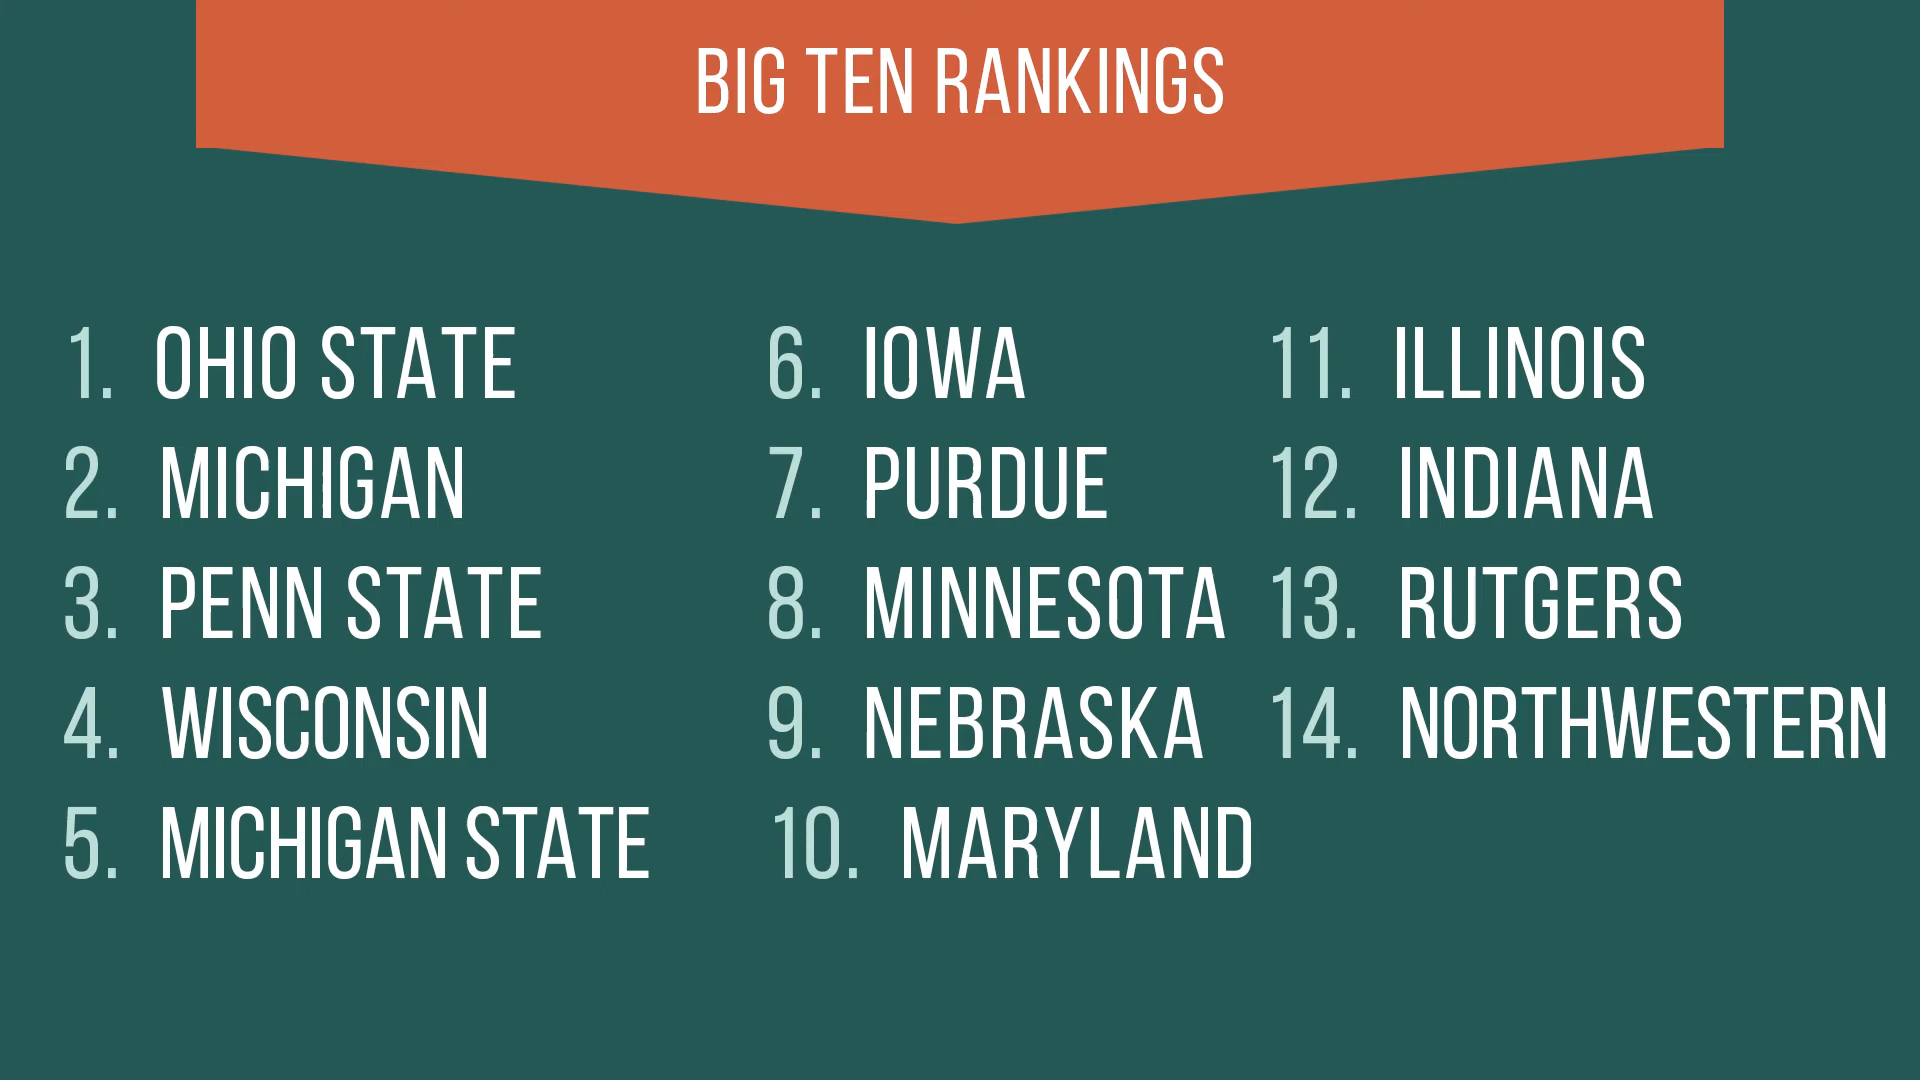 BIG TEN RANKINGS
1. OHIO STATE
2. MICHIGAN
3. PENN STATE
4. WISCONSIN
5. MICHIGAN STATE
6. IOWA
7. PURDUE
8. MINNESOTA
9. NEBRASKA
10. MARYLAND
11. ILLINOIS
12. INDIANA
13. RUTGERS
14. NORTHWESTERN